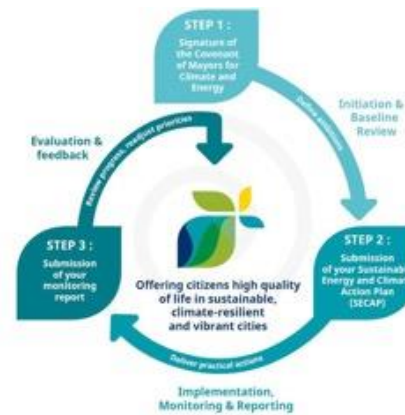 STEP 1 :
Signature of
the Covenant
of Mayors for
Climate and
Energy
Define ambitions
Initiation &
Baseline
Review
STEP 2 :
Submission
of your Sustainable
Energy and Climate
Action Plan
(SECAP)
Deliver practical actions
Implementation,
Monitoring & Reporting
STEP 3 :
Submission
of your
monitoring
report
Review progress, readjust priorities
Evaluation &
feedback
Offering citizens high quality
of life in sustainable,
climate-resilient
and vibrant cities